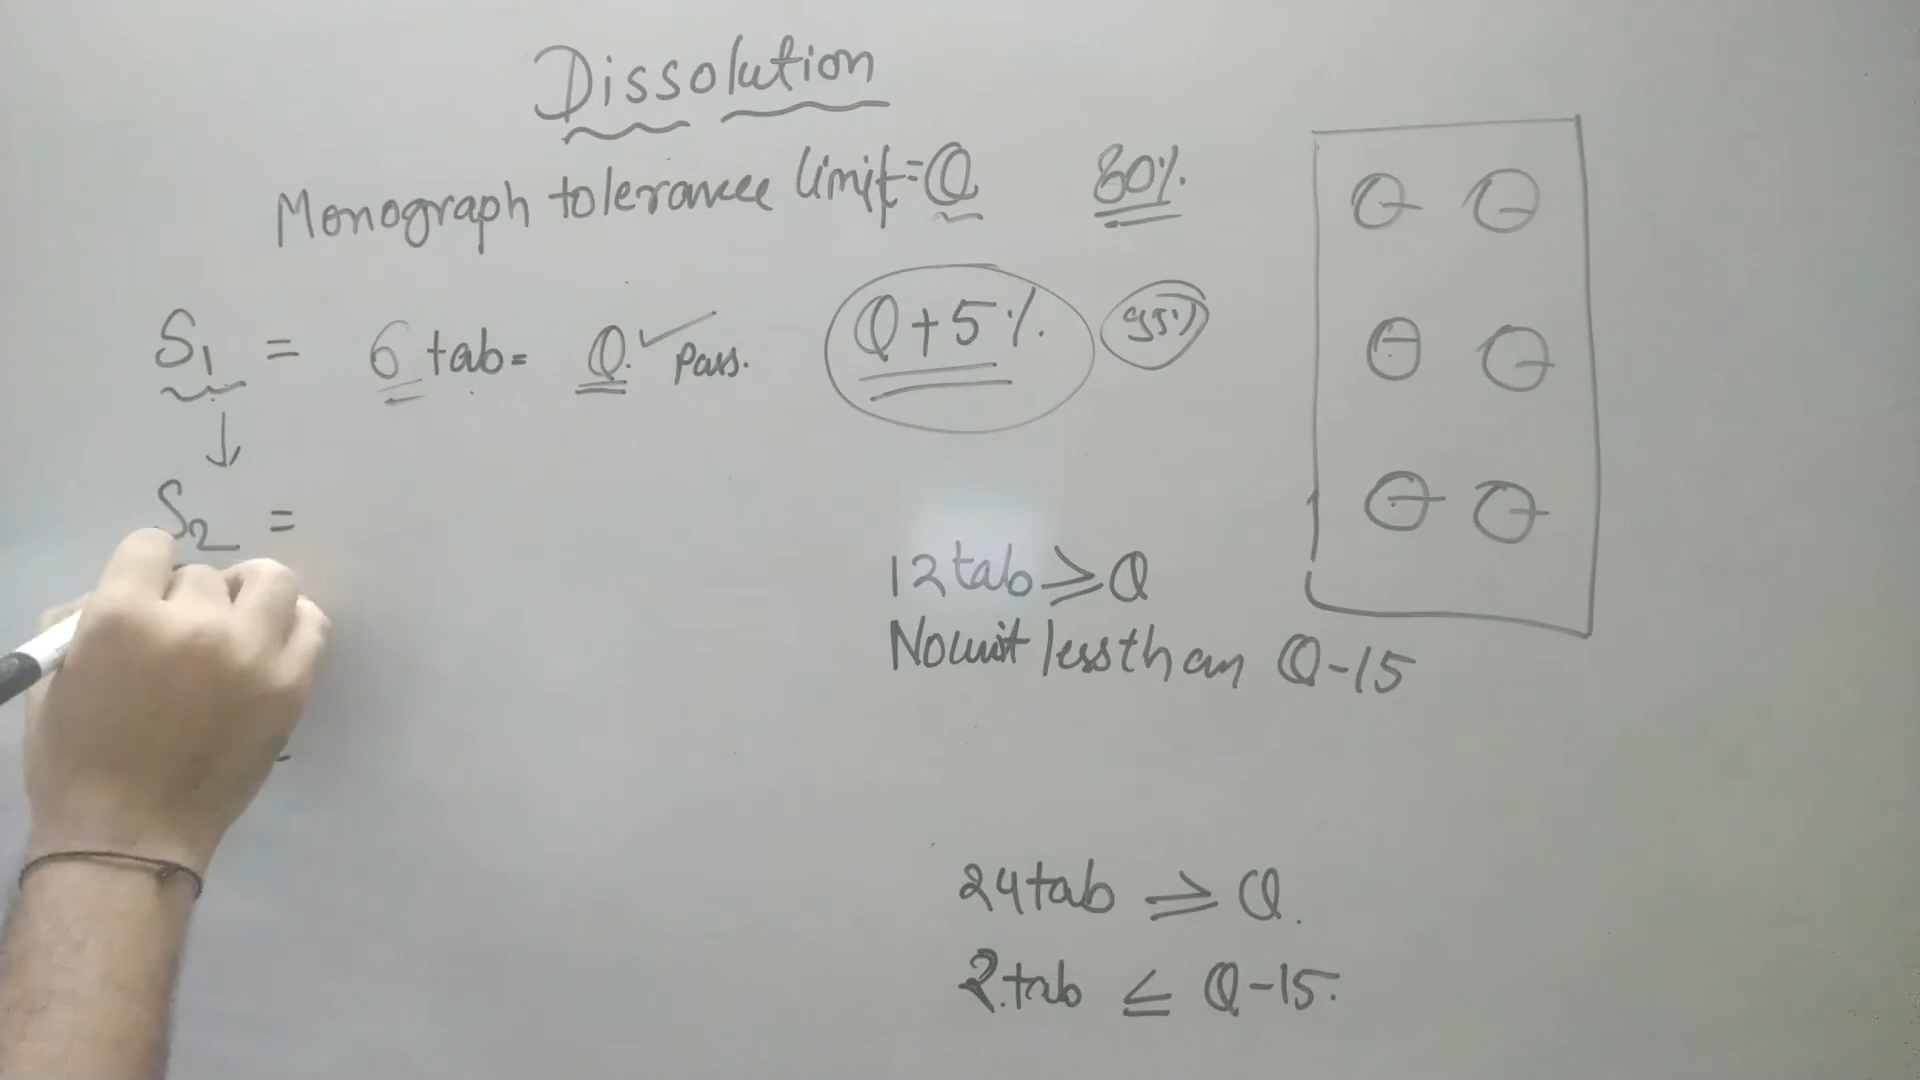 Dissolution
Monograph tolerance limit = Q 80%.
S1 = 6 tab = Q. ✓ Pass. Q+5%.
S2 =
12 tab ⩾ Q
No unit less than Q-15
24 tab ⩾ Q.
2.tab ≤ Q-15.